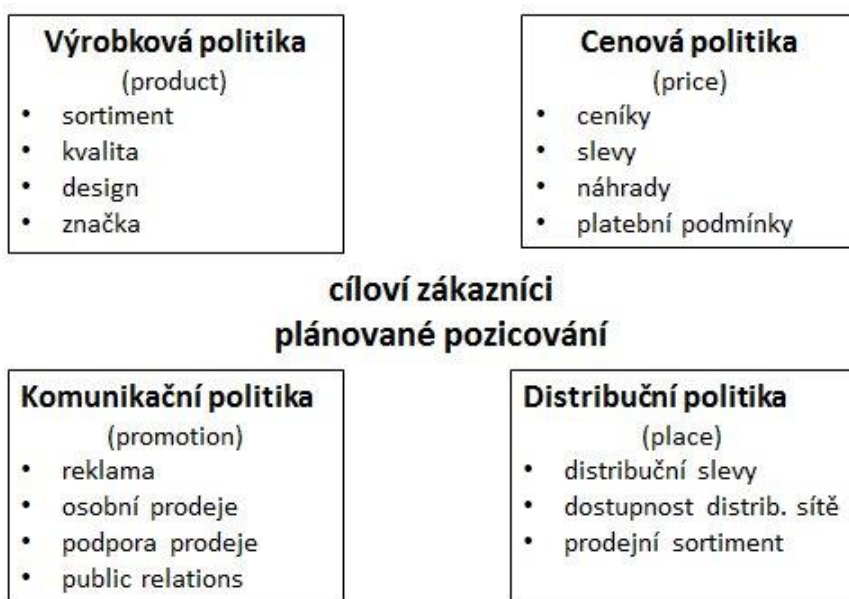 Výrobková politika
(product)
• sortiment
• kvalita
• design
• značka
Cenová politika
(price)
• ceníky
• slevy
• náhrady
• platební podmínky
cíloví zákazníci
plánované pozicování
Komunikační politika
(promotion)
• reklama
• osobní prodeje
• podpora prodeje
• public relations
Distribuční politika
(place)
• distribuční slevy
• dostupnost distrib. sítě
• prodejní sortiment